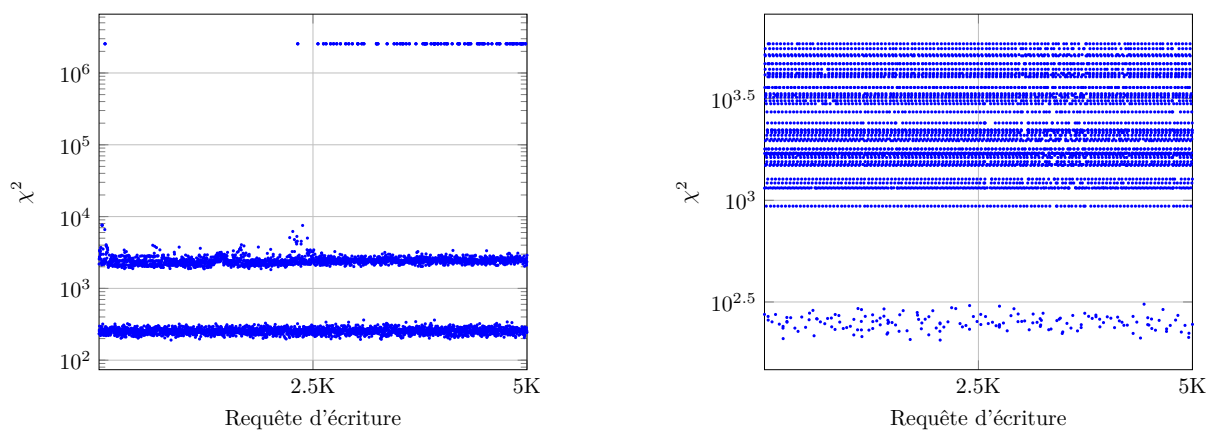 10^6
10^5
10^4
10^3
10^2
χ^2
2.5K 5K
Requête d'écriture
10^3.5
10^3
10^2.5
χ^2
2.5K 5K
Requête d'écriture